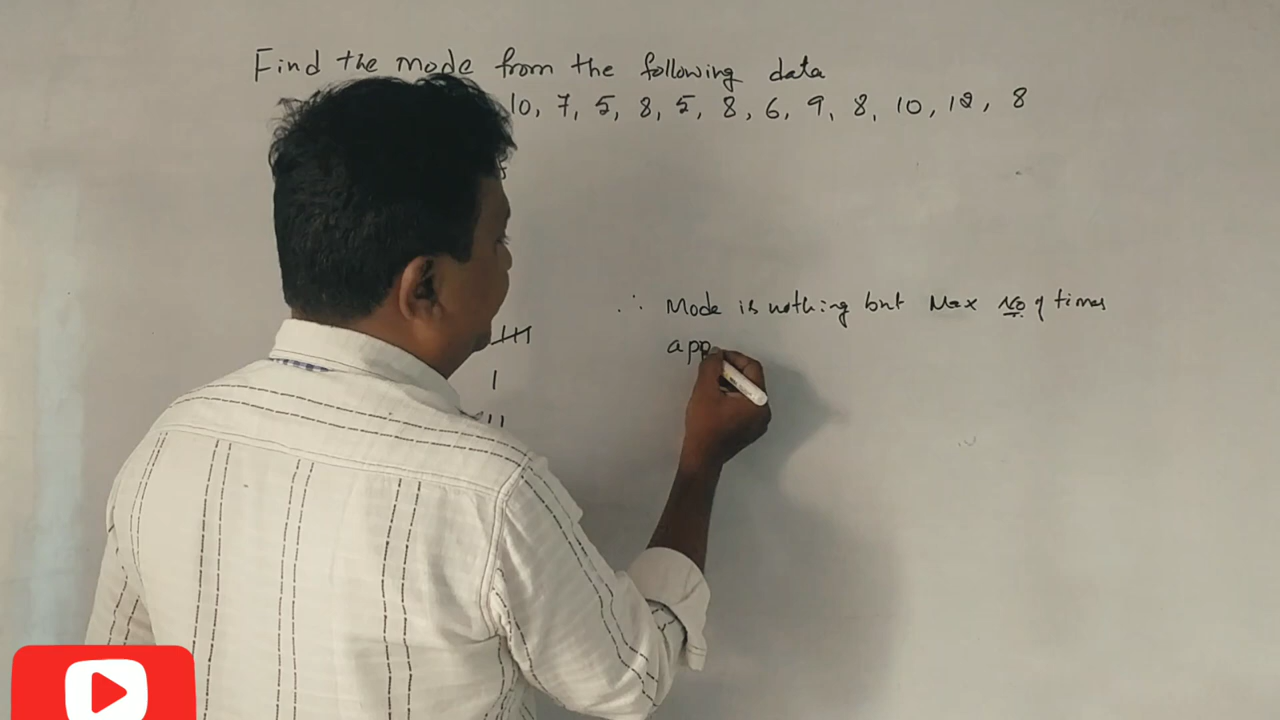 Find the mode from the following data
10, 7, 5, 8, 5, 8, 6, 9, 8, 10, 12, 8
∴ Mode is nothing but Max No of times
app